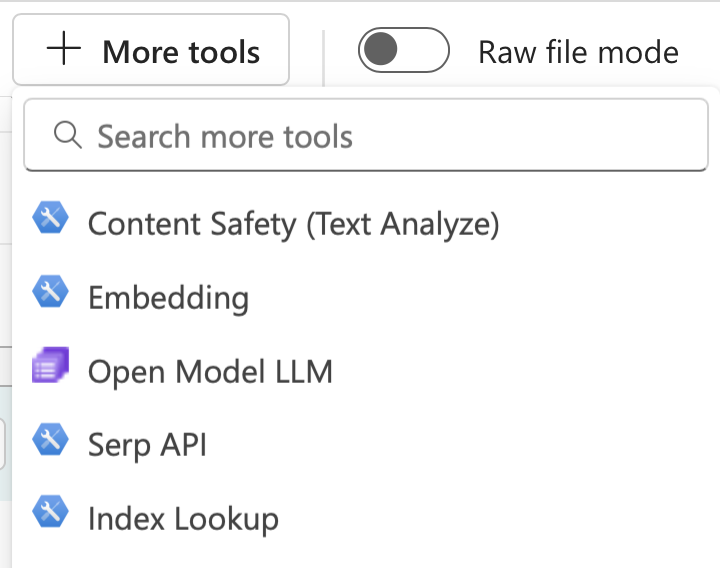 More tools
Raw file mode
Search more tools
Content Safety (Text Analyze)
Embedding
Open Model LLM
Serp API
Index Lookup